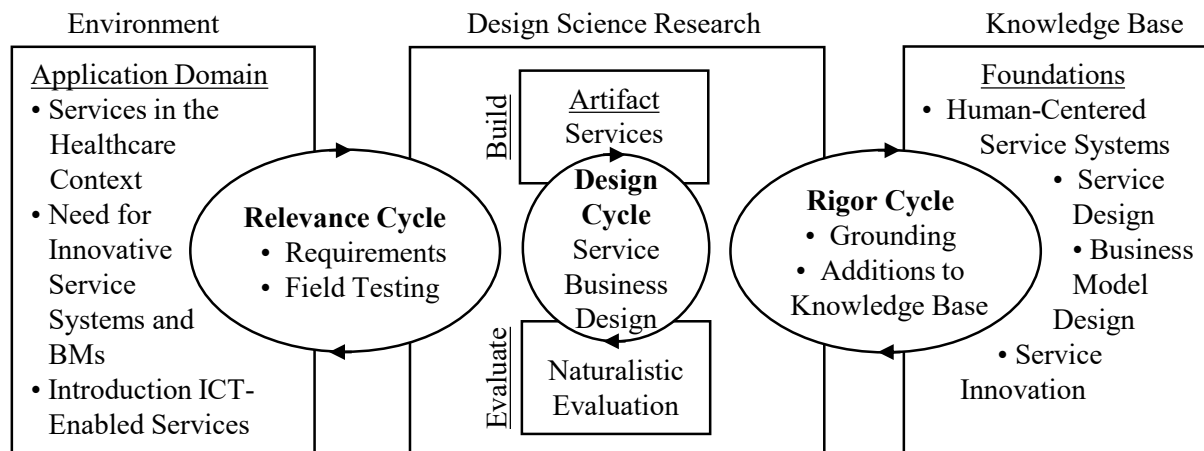 Environment
Design Science Research
Knowledge Base
Application Domain
• Services in the
Healthcare
Context
• Need for
Innovative
Service
Systems and
BMs
• Introduction ICT-
Enabled Services
Relevance Cycle
• Requirements
• Field Testing
Build
Artifact
Services
Design
Cycle
Service
Business
Design
Evaluate
Naturalistic
Evaluation
Rigor Cycle
• Grounding
• Additions to
Knowledge Base
Foundations
• Human-Centered
Service Systems
• Service
Design
• Business
Model
Design
• Service
Innovation